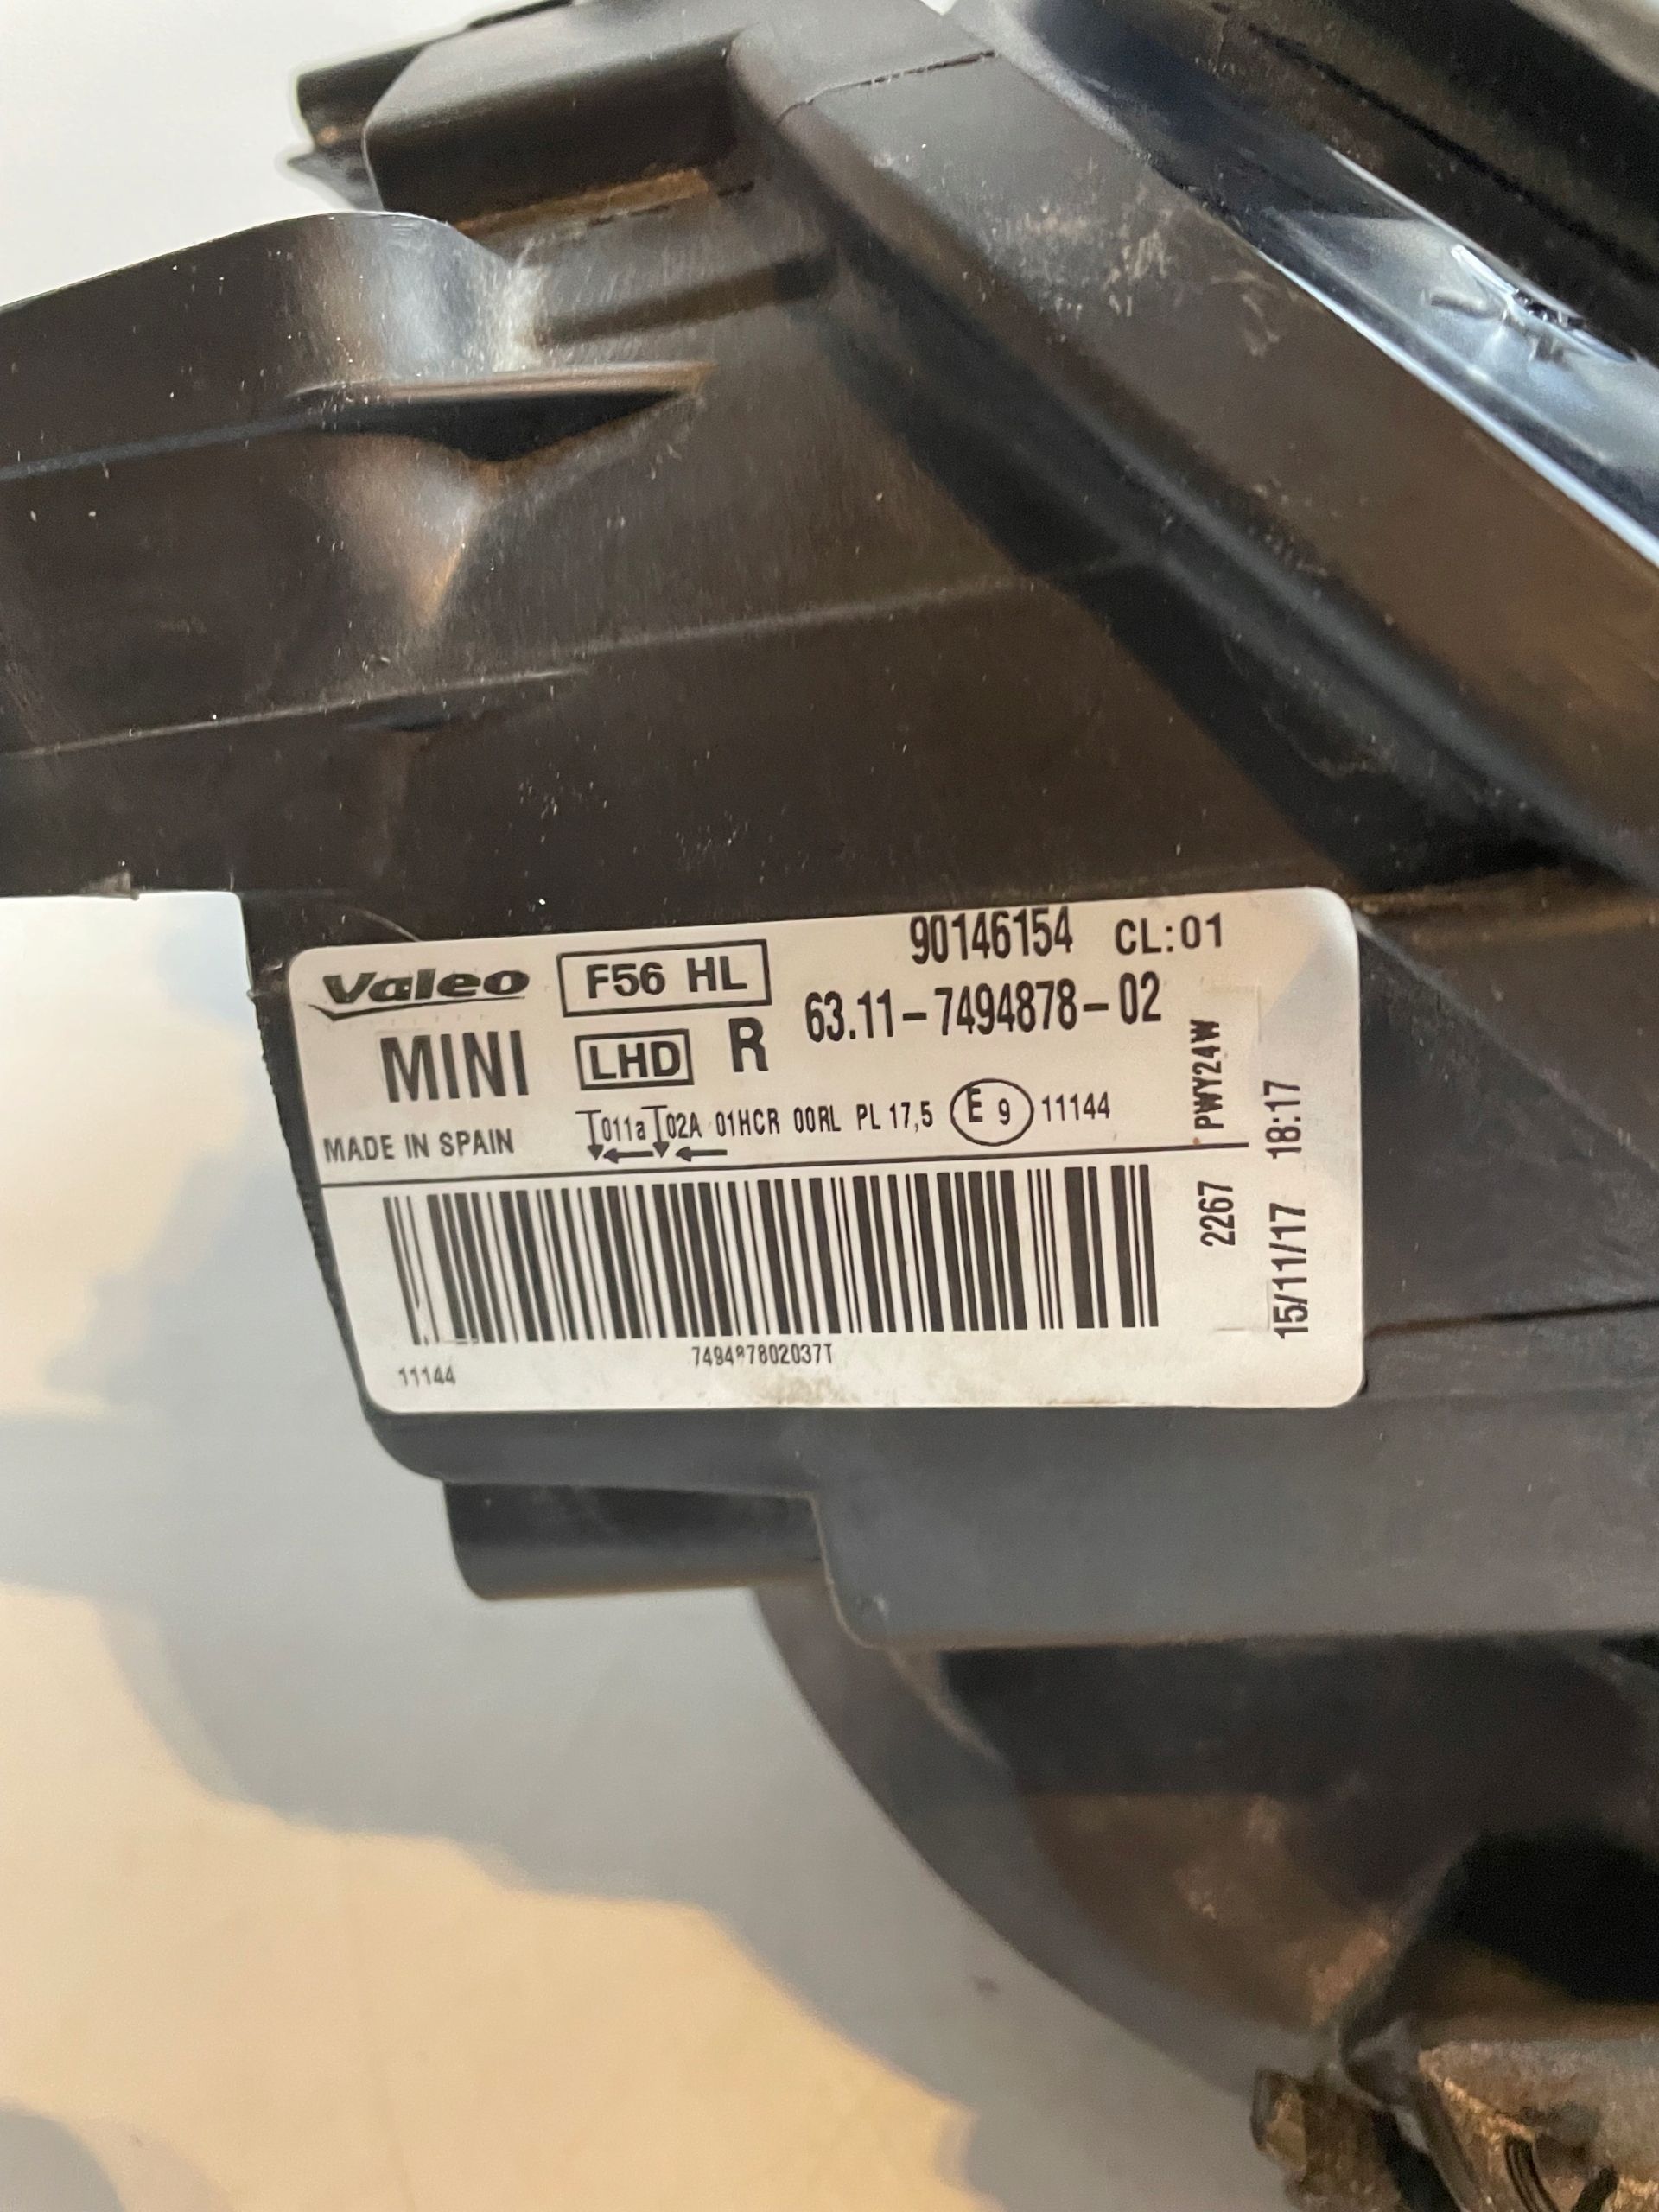 Valeo F56 HL 90146154 CL:01
MINI LHD R 63.11-7494878-02
MADE IN SPAIN 011a 02A 01HCR 00RL PL 17,5 E 9 11144
PWY24W
2267
15/11/17 18:17
11144